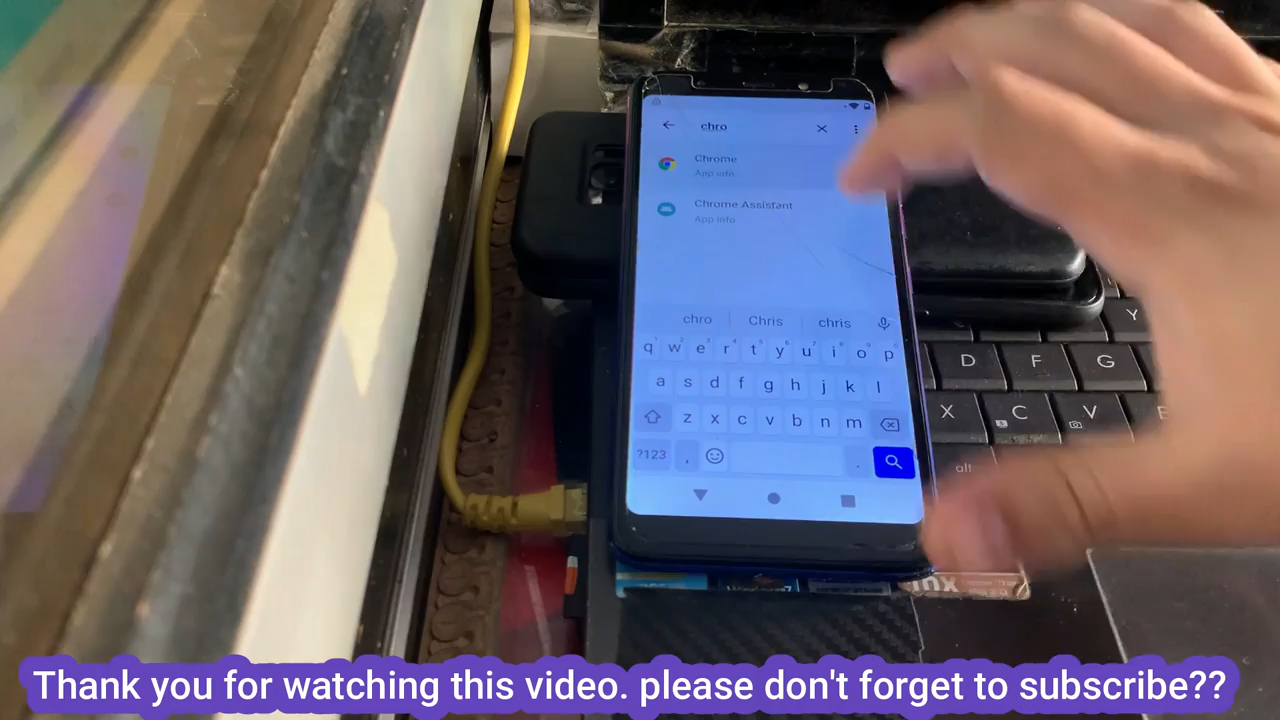 chro
Chrome
App info
Chrome Assistant
App info
chro Chris chris
q w e r t y u i o p
a s d f g h j k l
z x c v b n m
?123 , .
Y
D F G
X C V
alt
Thank you for watching this video. please don't forget to subscribe??